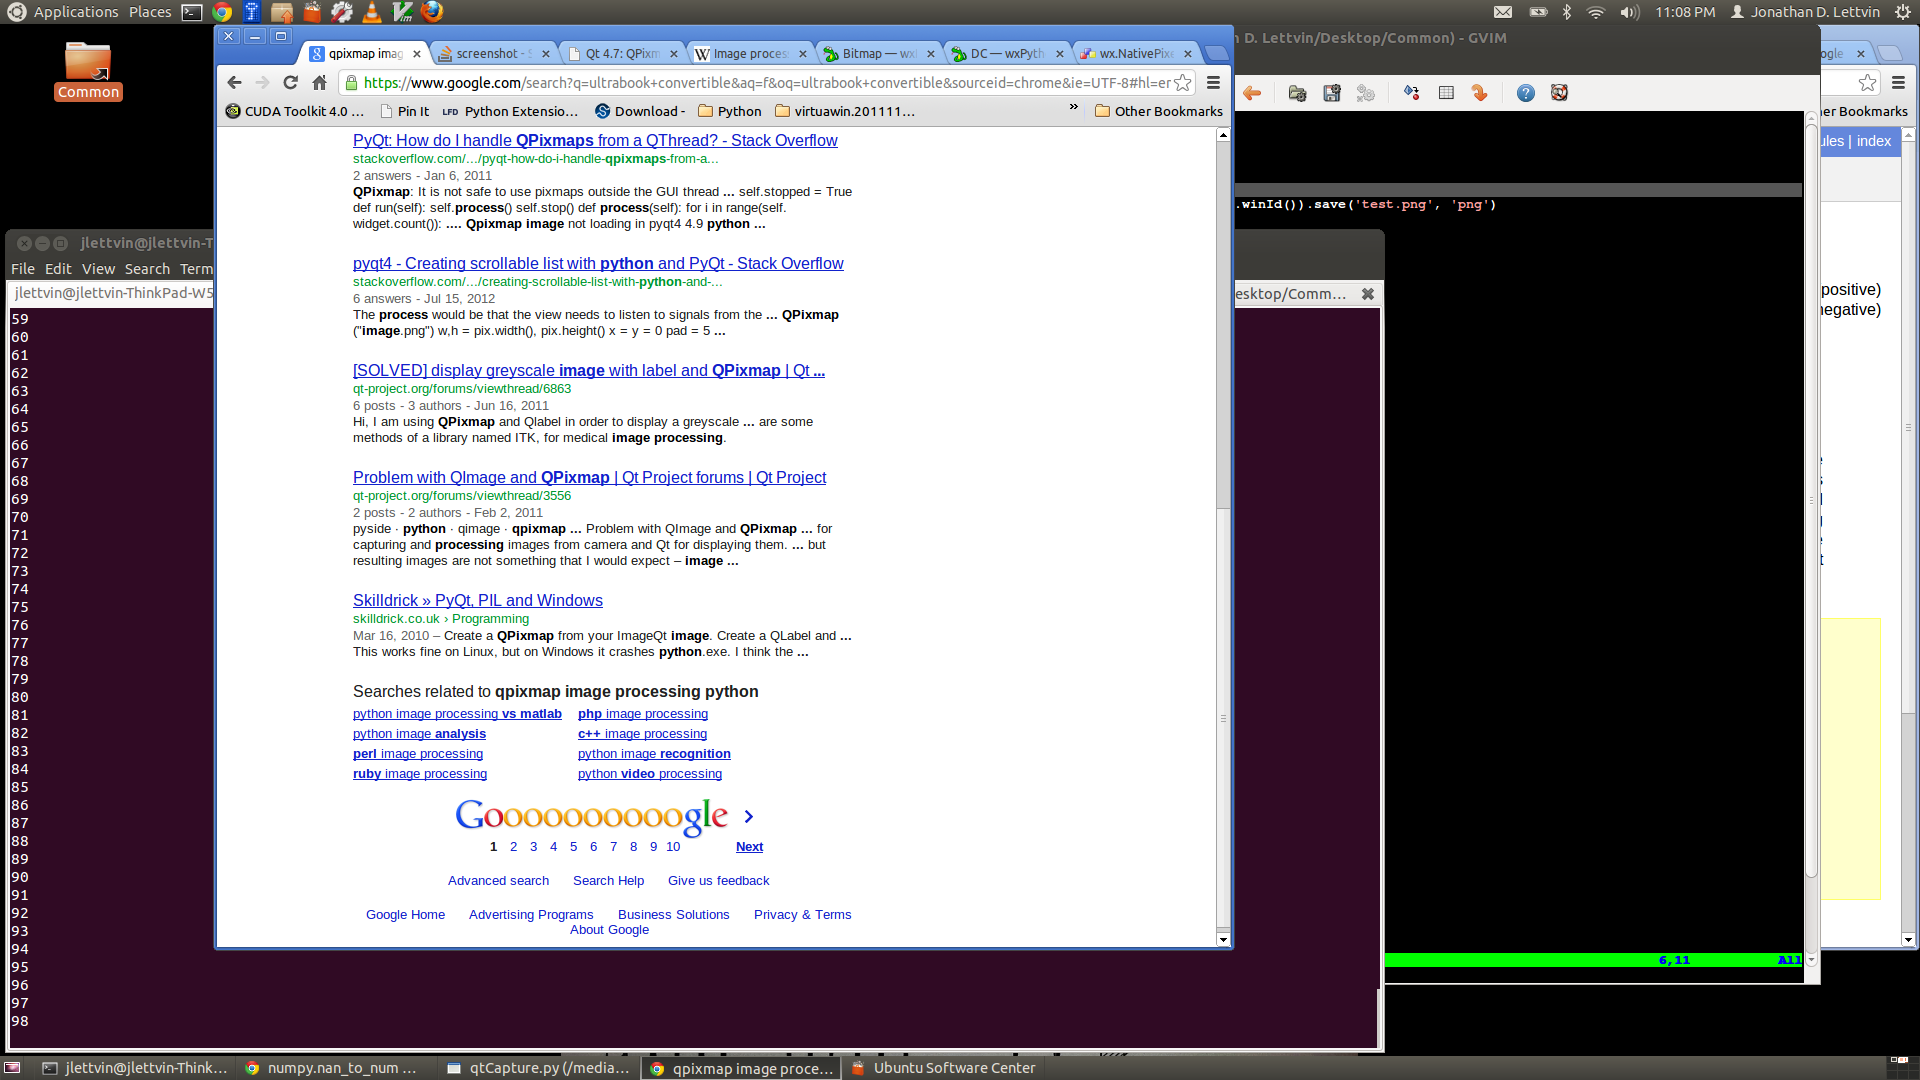 Applications Places
11:08 PM Jonathan D. Lettvin
Common
qpixmap imag
screenshot - S
Qt 4.7: QPixm
Image proces
Bitmap — wx
DC — wxPyth
wx.NativePixe
n D. Lettvin/Desktop/Common) - GVIM
ogle
https://www.google.com/search?q=ultrabook+convertible&aq=f&oq=ultrabook+convertible&sourceid=chrome&ie=UTF-8#hl=er
CUDA Toolkit 4.0 ...
Pin It
LFD Python Extensio...
Download -
Python
virtuawin.201111...
»
Other Bookmarks
er Bookmarks
ules | index
PyQt: How do I handle QPixmaps from a QThread? - Stack Overflow
stackoverflow.com/.../pyqt-how-do-i-handle-qpixmaps-from-a...
2 answers - Jan 6, 2011
QPixmap: It is not safe to use pixmaps outside the GUI thread ... self.stopped = True
def run(self): self.process() self.stop() def process(self): for i in range(self.
widget.count()): .... Qpixmap image not loading in pyqt4 4.9 python ...
.winId()).save('test.png', 'png')
jlettvin@jlettvin-T
File Edit View Search Term
jlettvin@jlettvin-ThinkPad-W5
esktop/Comm...
positive)
negative)
pyqt4 - Creating scrollable list with python and PyQt - Stack Overflow
stackoverflow.com/.../creating-scrollable-list-with-python-and-...
6 answers - Jul 15, 2012
The process would be that the view needs to listen to signals from the ... QPixmap
("image.png") w,h = pix.width(), pix.height() x = y = 0 pad = 5 ...
[SOLVED] display greyscale image with label and QPixmap | Qt ...
qt-project.org/forums/viewthread/6863
6 posts - 3 authors - Jun 16, 2011
Hi, I am using QPixmap and Qlabel in order to display a greyscale ... are some
methods of a library named ITK, for medical image processing.
Problem with QImage and QPixmap | Qt Project forums | Qt Project
qt-project.org/forums/viewthread/3556
2 posts - 2 authors - Feb 2, 2011
pyside · python · qimage · qpixmap ... Problem with QImage and QPixmap ... for
capturing and processing images from camera and Qt for displaying them. ... but
resulting images are not something that I would expect – image ...
Skilldrick » PyQt, PIL and Windows
skilldrick.co.uk › Programming
Mar 16, 2010 – Create a QPixmap from your ImageQt image. Create a QLabel and ...
This works fine on Linux, but on Windows it crashes python.exe. I think the ...
Searches related to qpixmap image processing python
python image processing vs matlab php image processing
python image analysis c++ image processing
perl image processing python image recognition
ruby image processing python video processing
Goooooooooogle >
1 2 3 4 5 6 7 8 9 10 Next
Advanced search Search Help Give us feedback
Google Home Advertising Programs Business Solutions Privacy & Terms
About Google
59
60
61
62
63
64
65
66
67
68
69
70
71
72
73
74
75
76
77
78
79
80
81
82
83
84
85
86
87
88
89
90
91
92
93
94
95
96
97
98
6,11 All
jlettvin@jlettvin-Think...
numpy.nan_to_num ...
qtCapture.py (/media...
qpixmap image proce...
Ubuntu Software Center